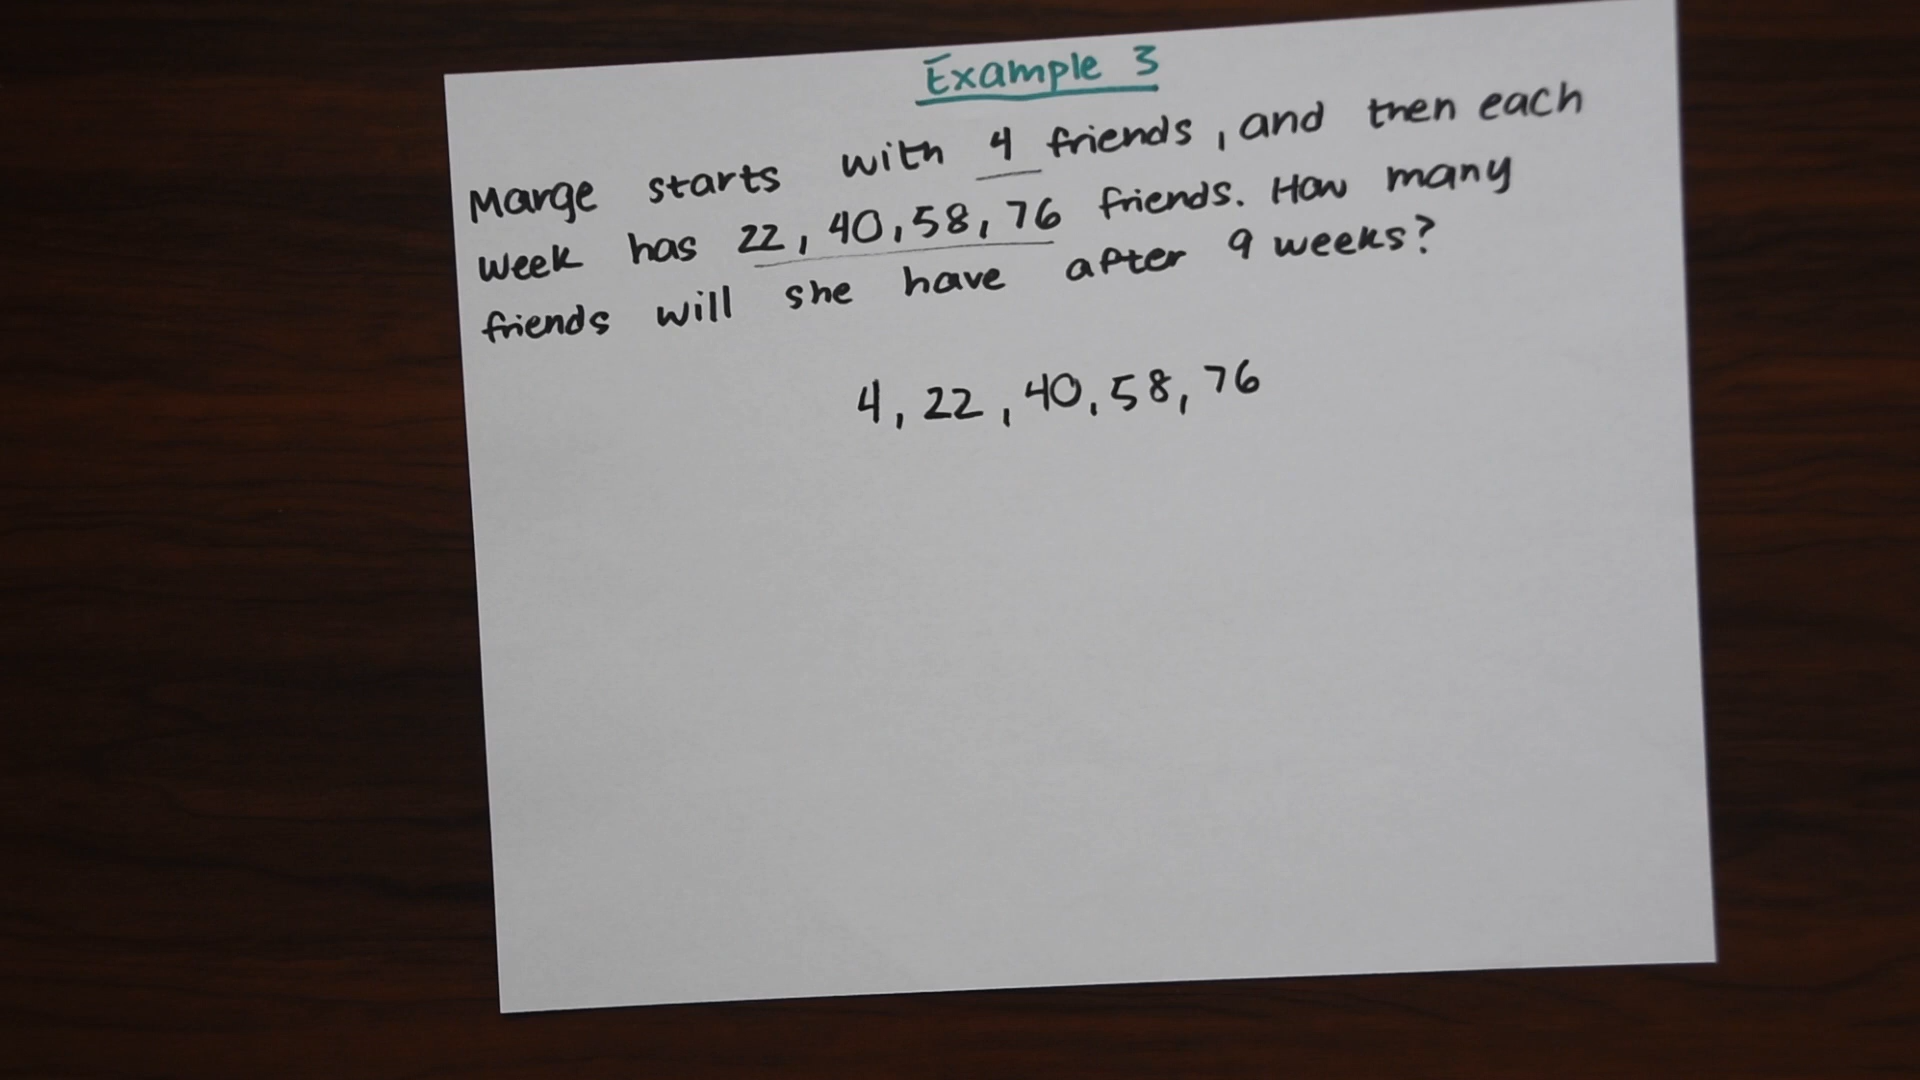 Example 3
Marge starts with 4 friends, and then each
week has 22, 40, 58, 76 friends. How many
friends will she have after 9 weeks?
4, 22, 40, 58, 76